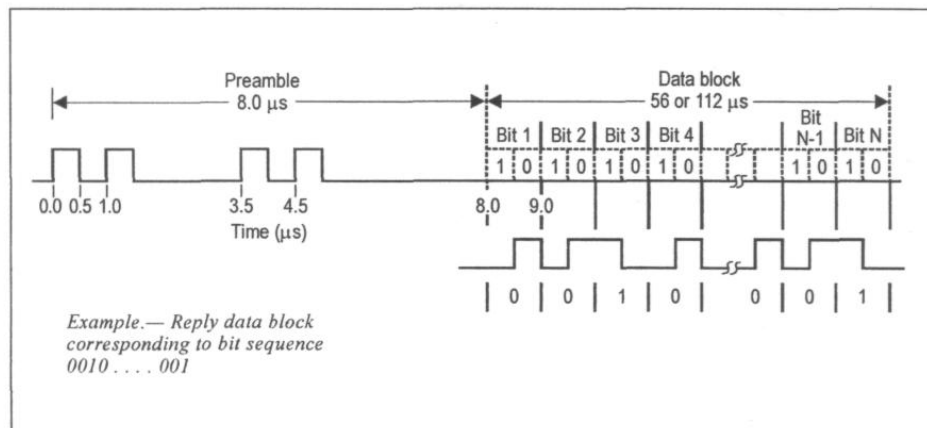 Preamble
8.0 µs
Data block
56 or 112 µs
Bit 1 Bit 2 Bit 3 Bit 4 Bit N-1 Bit N
1 0 1 0 1 0 1 0 1 0 1 0
0.0 0.5 1.0 3.5 4.5 8.0 9.0
Time (µs)
0 0 1 0 0 0 1
Example.— Reply data block
corresponding to bit sequence
0010 . . . . 001